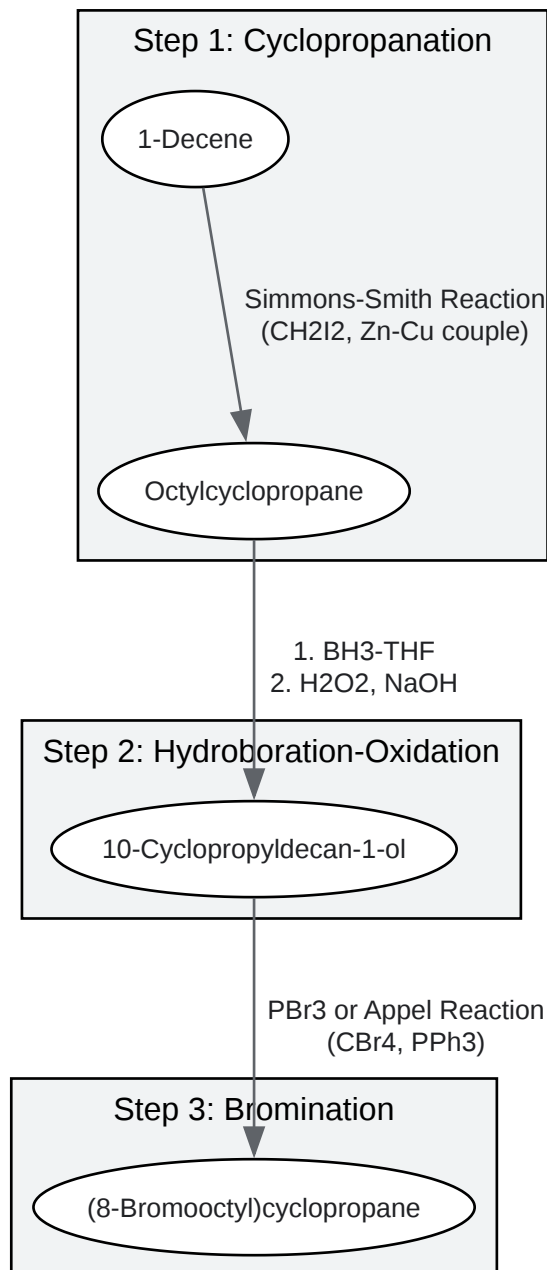 Step 1: Cyclopropanation
1-Decene
Simmons-Smith Reaction
(CH2I2, Zn-Cu couple)
Octylcyclopropane
1. BH3-THF
2. H2O2, NaOH
Step 2: Hydroboration-Oxidation
10-Cyclopropyldecan-1-ol
PBr3 or Appel Reaction
(CBr4, PPh3)
Step 3: Bromination
(8-Bromooctyl)cyclopropane